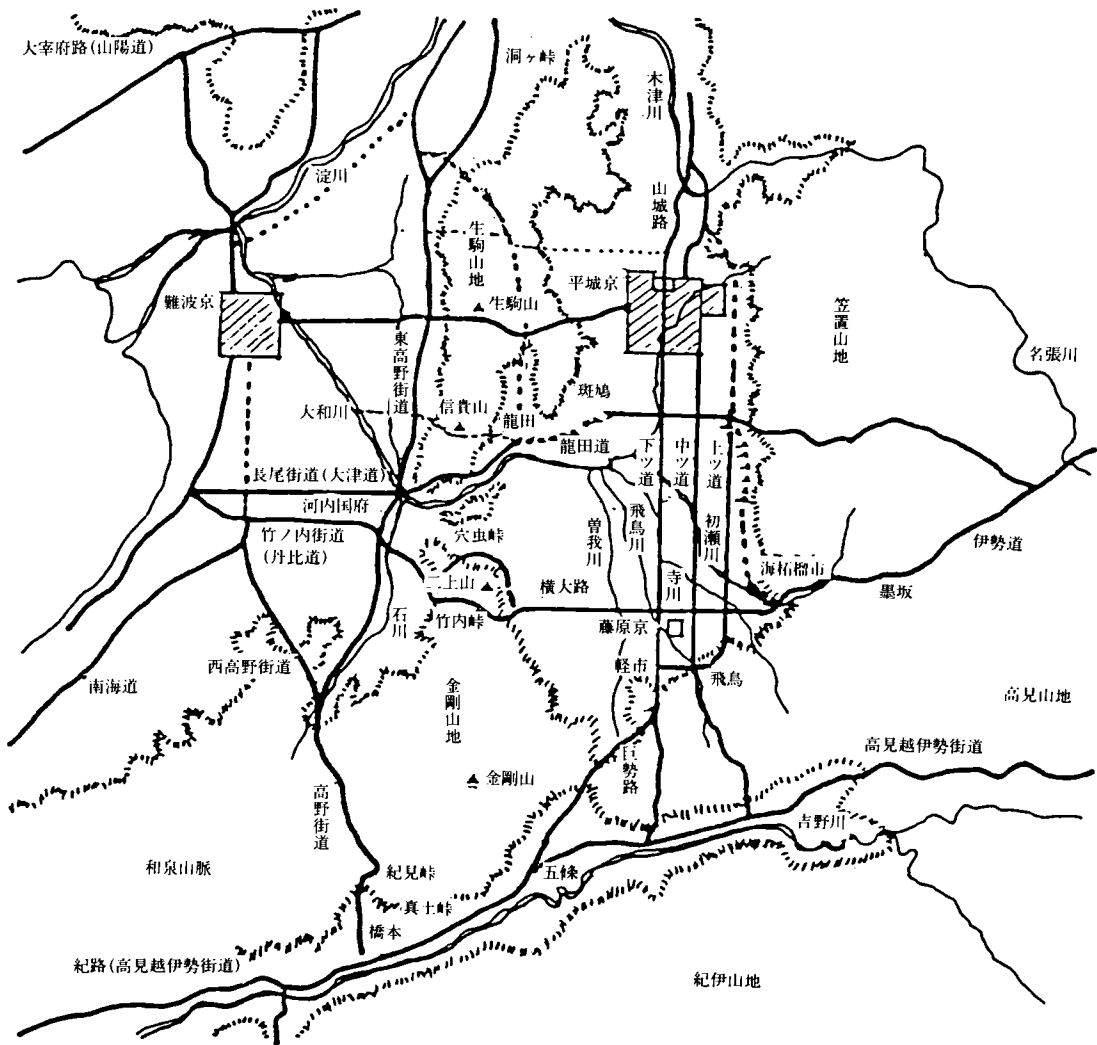 大宰府路(山陽道)
洞ヶ峠
木津川
淀川
山城路
生駒山地
平城京
生駒山
難波京
笠置山地
名張川
東高野街道
斑鳩
大和川
信貴山
龍田
龍田道
下ツ道
中ツ道
上ツ道
長尾街道(大津道)
河内国府
竹ノ内街道
(丹比道)
穴虫峠
曽我川
飛鳥川
初瀬川
伊勢道
海柘榴市
墨坂
二上山
横大路
寺川
竹内峠
石川
藤原京
軽市
飛鳥
西高野街道
南海道
金剛山地
高見山地
高見越伊勢街道
巨勢路
金剛山
高野街道
吉野川
和泉山脈
紀見峠
五條
真土峠
橋本
紀路(高見越伊勢街道)
紀伊山地